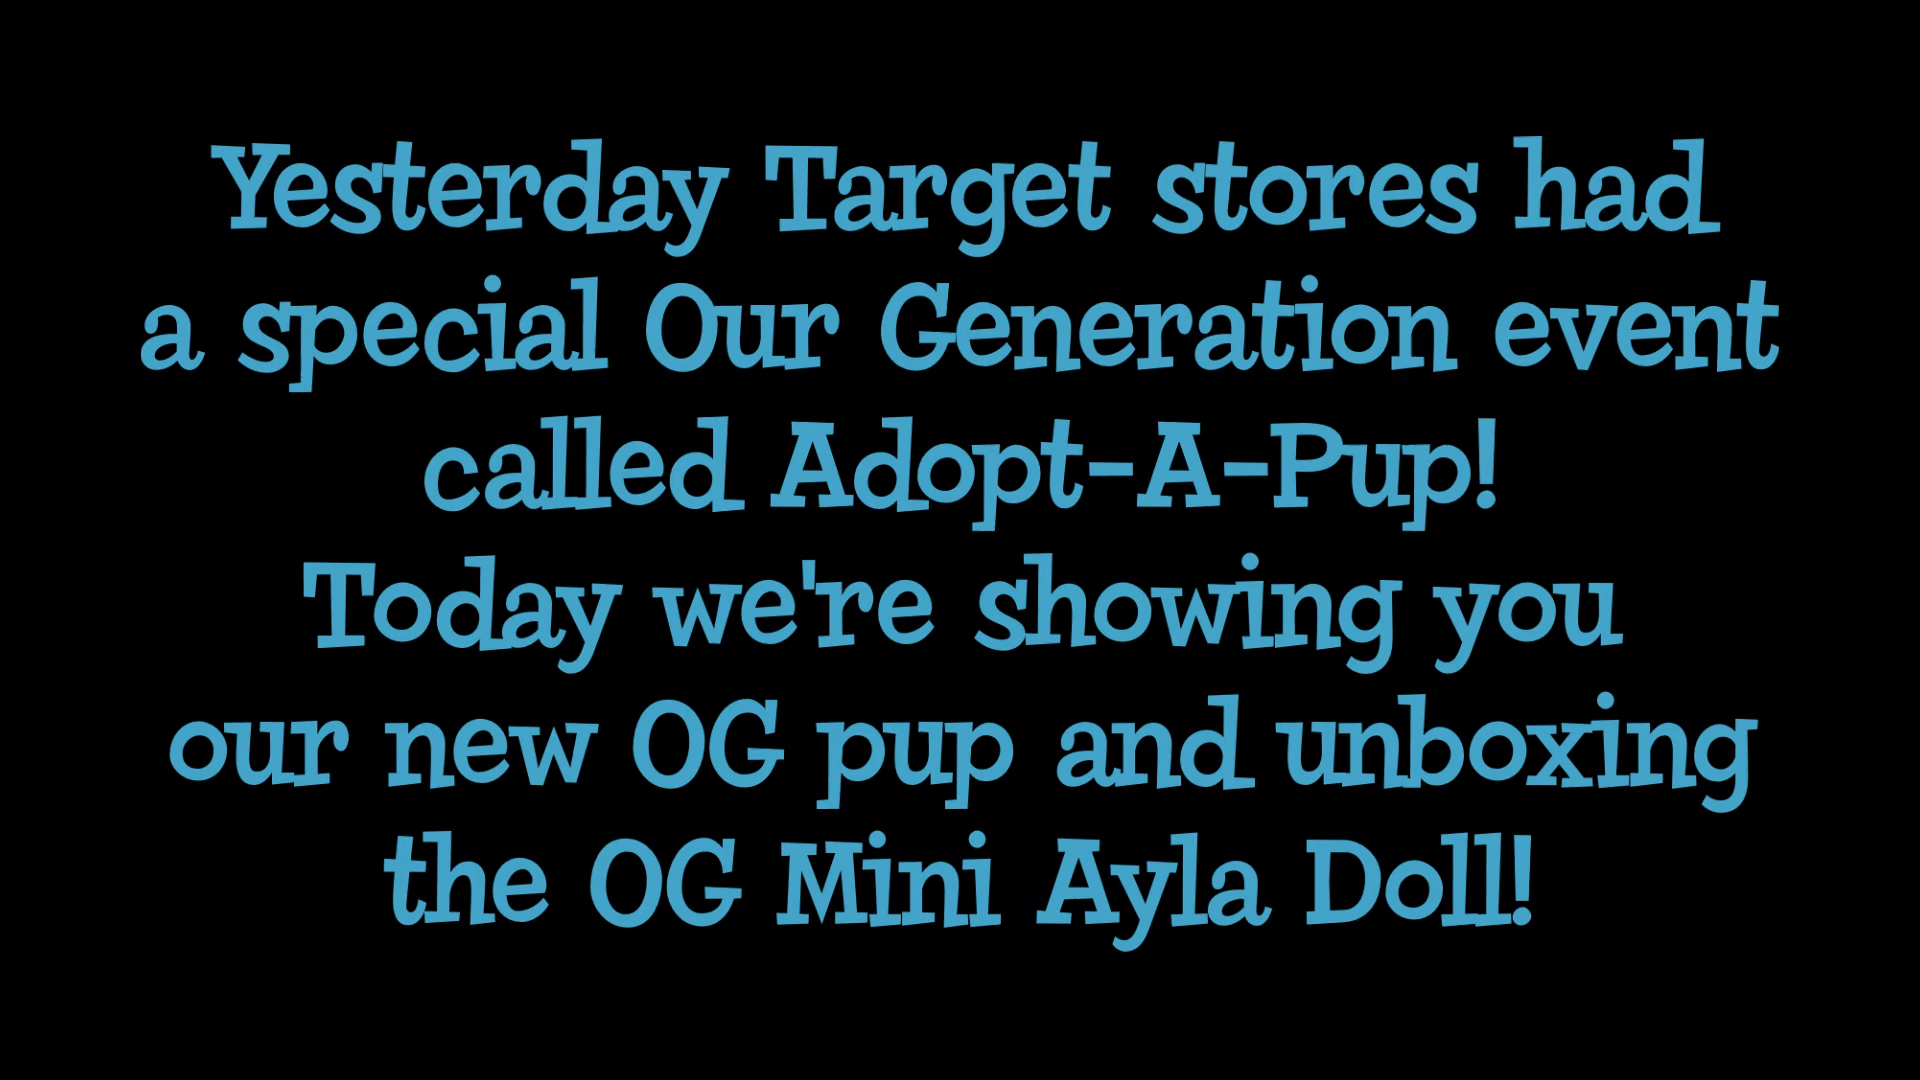 Yesterday Target stores had
a special Our Generation event
called Adopt-A-Pup!
Today we're showing you
our new OG pup and unboxing
the OG Mini Ayla Doll!